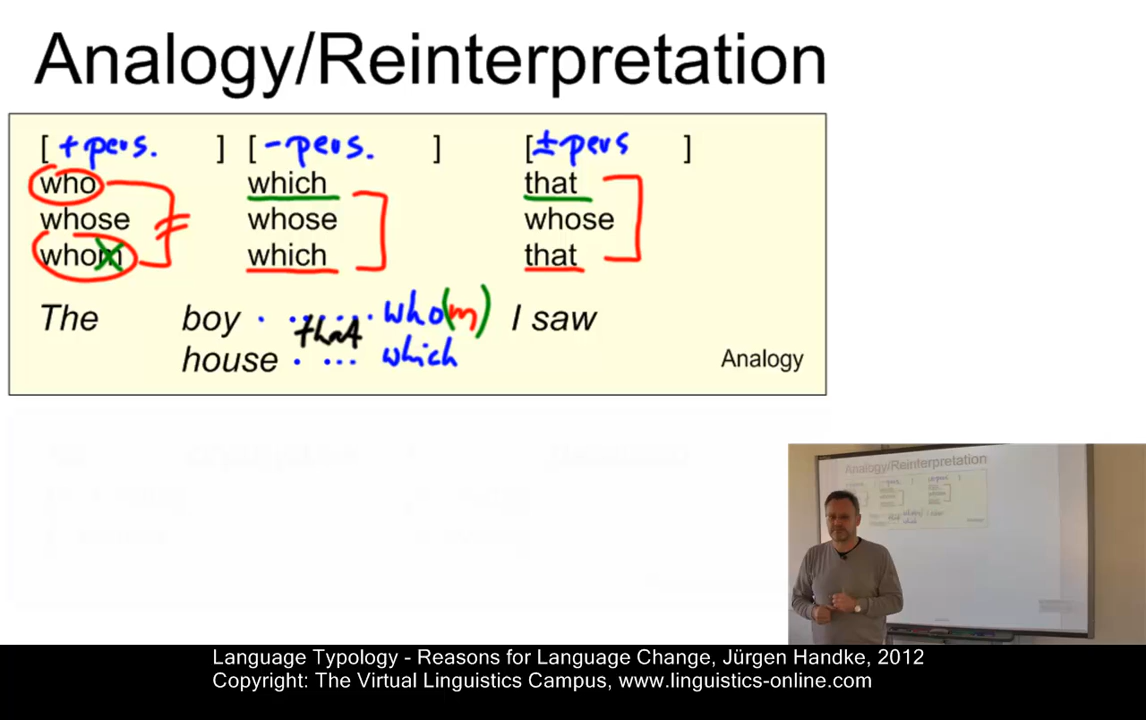 Analogy/Reinterpretation
[ +pers. ] [ -pers. ] [ ±pers ]
who which that
whose whose whose
whom which that
The boy . ...... who(m) I saw
that
house . ... which
Analogy
Analogy/Reinterpretation
Language Typology - Reasons for Language Change, Jürgen Handke, 2012
Copyright: The Virtual Linguistics Campus, www.linguistics-online.com